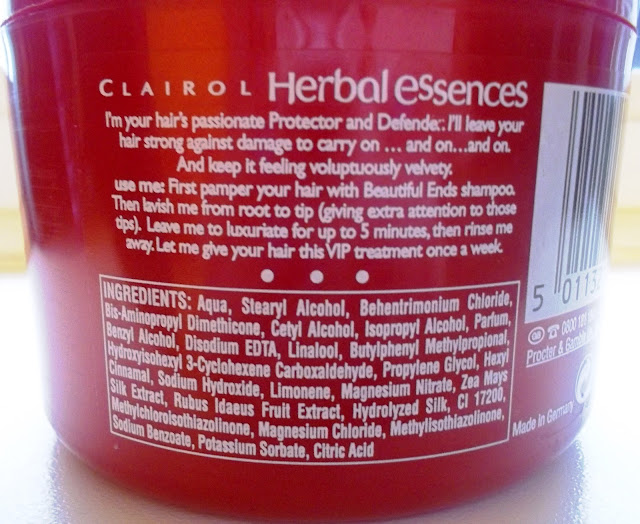 CLAIROL Herbal essences
I'm your hair's passionate Protector and Defender. I'll leave your
hair strong against damage to carry on ... and on...and on.
And keep it feeling voluptuously velvety.
use me: First pamper your hair with Beautiful Ends shampoo.
Then lavish me from root to tip (giving extra attention to those
tips). Leave me to luxuriate for up to 5 minutes, then rinse me
away. Let me give your hair this VIP treatment once a week.
INGREDIENTS: Aqua, Stearyl Alcohol, Behentrimonium Chloride,
Bis-Aminopropyl Dimethicone, Cetyl Alcohol, Isopropyl Alcohol, Parfum,
Benzyl Alcohol, Disodium EDTA, Linalool, Butylphenyl Methylpropional,
Hydroxyisohexyl 3-Cyclohexene Carboxaldehyde, Propylene Glycol, Hexyl
Cinnamal, Sodium Hydroxide, Limonene, Magnesium Nitrate, Zea Mays
Silk Extract, Rubus Idaeus Fruit Extract, Hydrolyzed Silk, CI 17200,
Methylchloroisothiazolinone, Magnesium Chloride, Methylisothiazolinone,
Sodium Benzoate, Potassium Sorbate, Citric Acid
5 01132
GB 0800 181
Procter & Gamble
Made in Germany